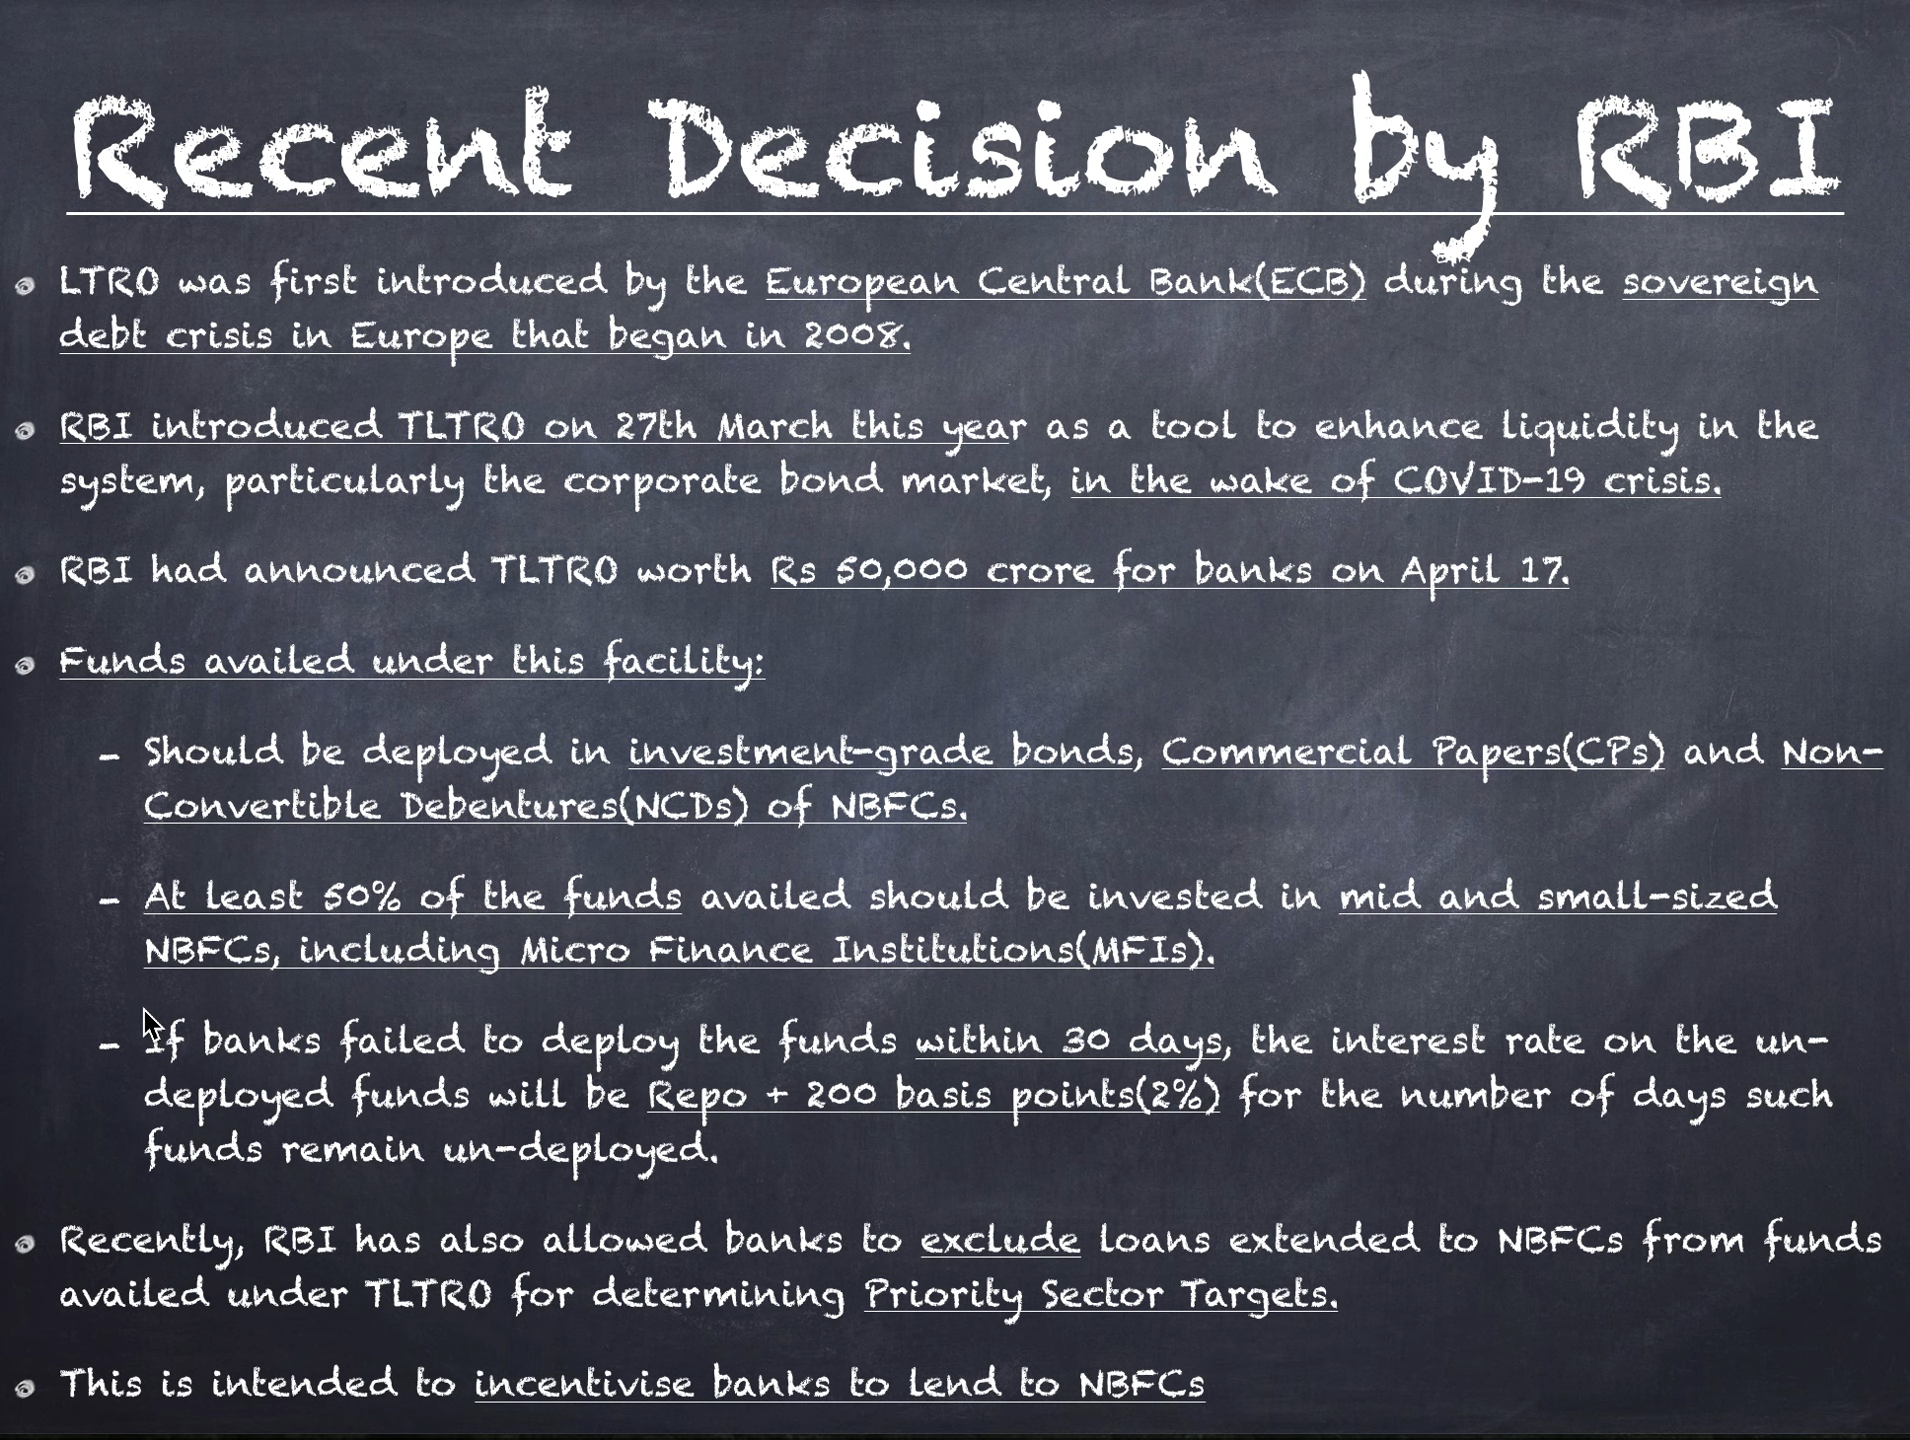 Recent Decision by RBI
LTRO was first introduced by the European Central Bank(ECB) during the sovereign
debt crisis in Europe that began in 2008.
RBI introduced TLTRO on 27th March this year as a tool to enhance liquidity in the
system, particularly the corporate bond market, in the wake of COVID-19 crisis.
RBI had announced TLTRO worth Rs 50,000 crore for banks on April 17.
Funds availed under this facility:
- Should be deployed in investment-grade bonds, Commercial Papers(CPs) and Non-
Convertible Debentures(NCDs) of NBFCs.
- At least 50% of the funds availed should be invested in mid and small-sized
NBFCs, including Micro Finance Institutions(MFIs).
- If banks failed to deploy the funds within 30 days, the interest rate on the un-
deployed funds will be Repo + 200 basis points(2%) for the number of days such
funds remain un-deployed.
Recently, RBI has also allowed banks to exclude loans extended to NBFCs from funds
availed under TLTRO for determining Priority Sector Targets.
This is intended to incentivise banks to lend to NBFCs